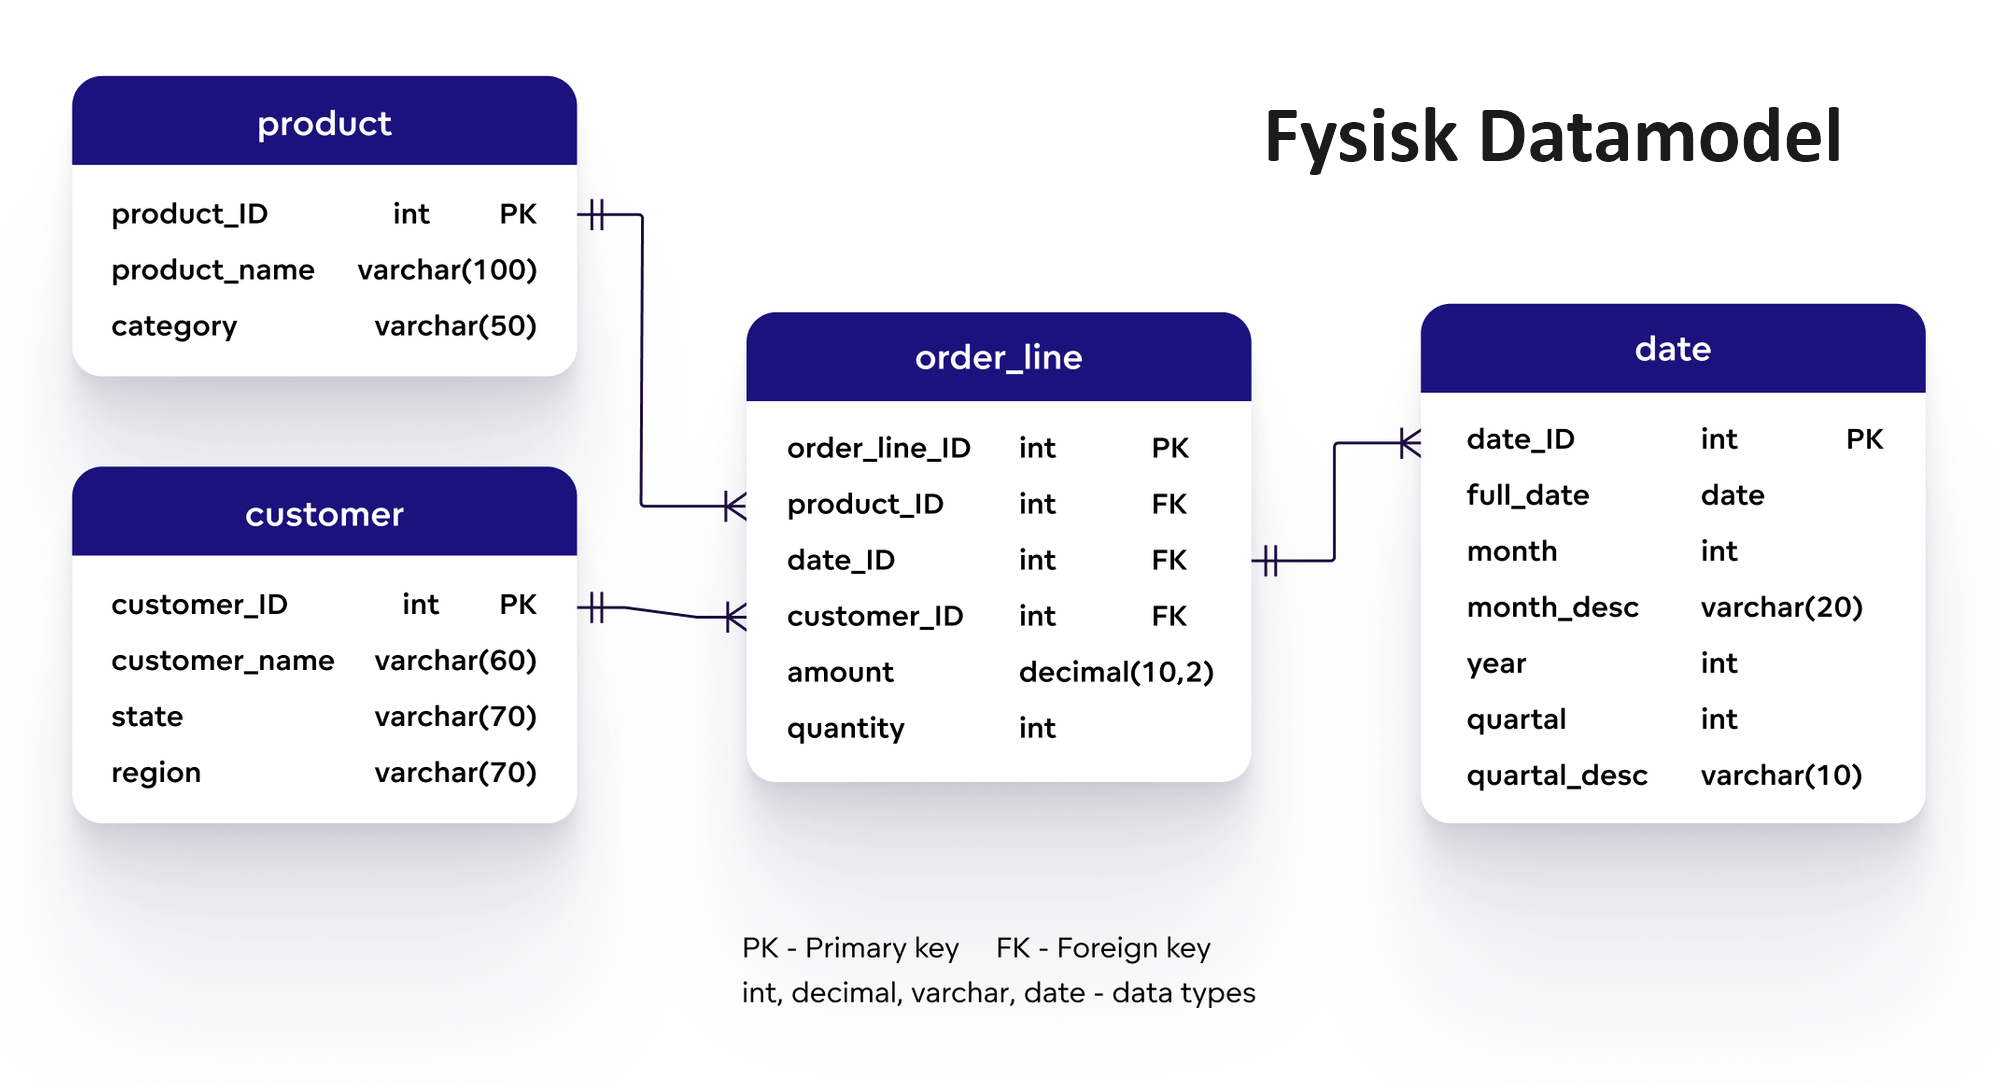 Fysisk Datamodel
product
product_ID int PK
product_name varchar(100)
category varchar(50)
customer
customer_ID int PK
customer_name varchar(60)
state varchar(70)
region varchar(70)
order_line
order_line_ID int PK
product_ID int FK
date_ID int FK
customer_ID int FK
amount decimal(10,2)
quantity int
date
date_ID int PK
full_date date
month int
month_desc varchar(20)
year int
quartal int
quartal_desc varchar(10)
PK - Primary key FK - Foreign key
int, decimal, varchar, date - data types